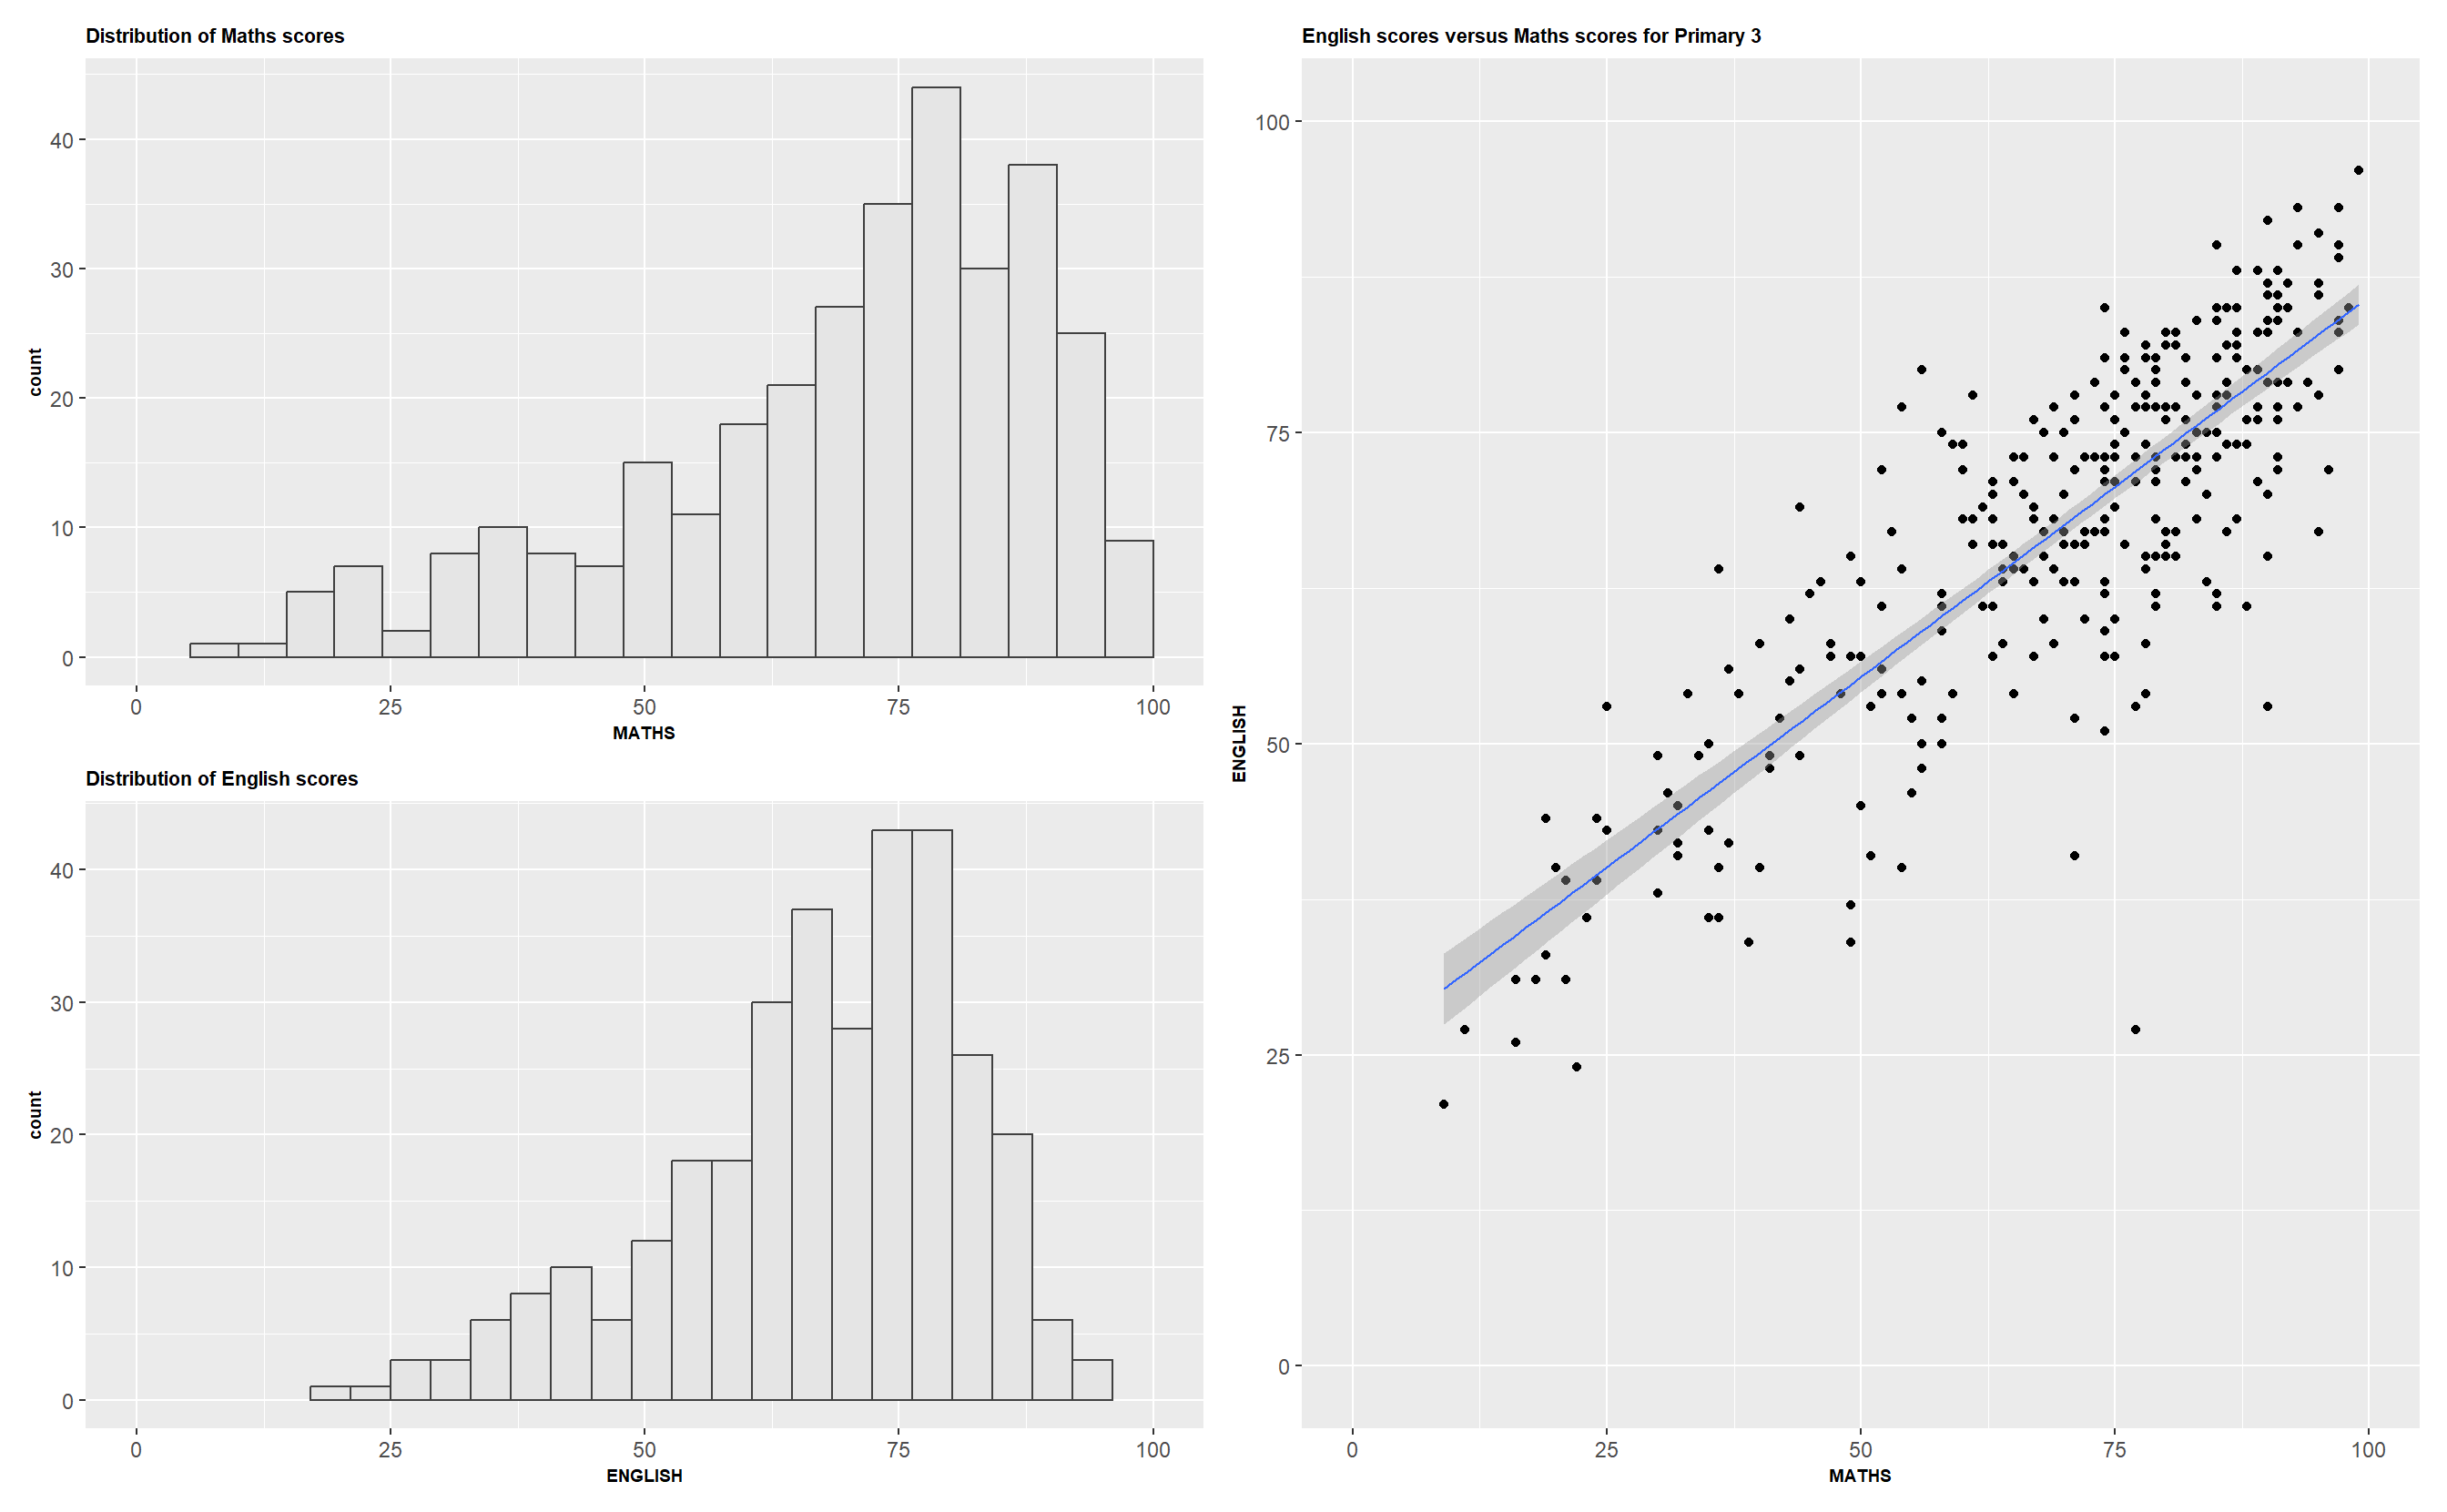 Distribution of Maths scores
40
30
20
10
0
count
0 25 50 75 100
MATHS
Distribution of English scores
40
30
20
10
0
count
0 25 50 75 100
ENGLISH
English scores versus Maths scores for Primary 3
100
75
50
25
0
ENGLISH
0 25 50 75 100
MATHS